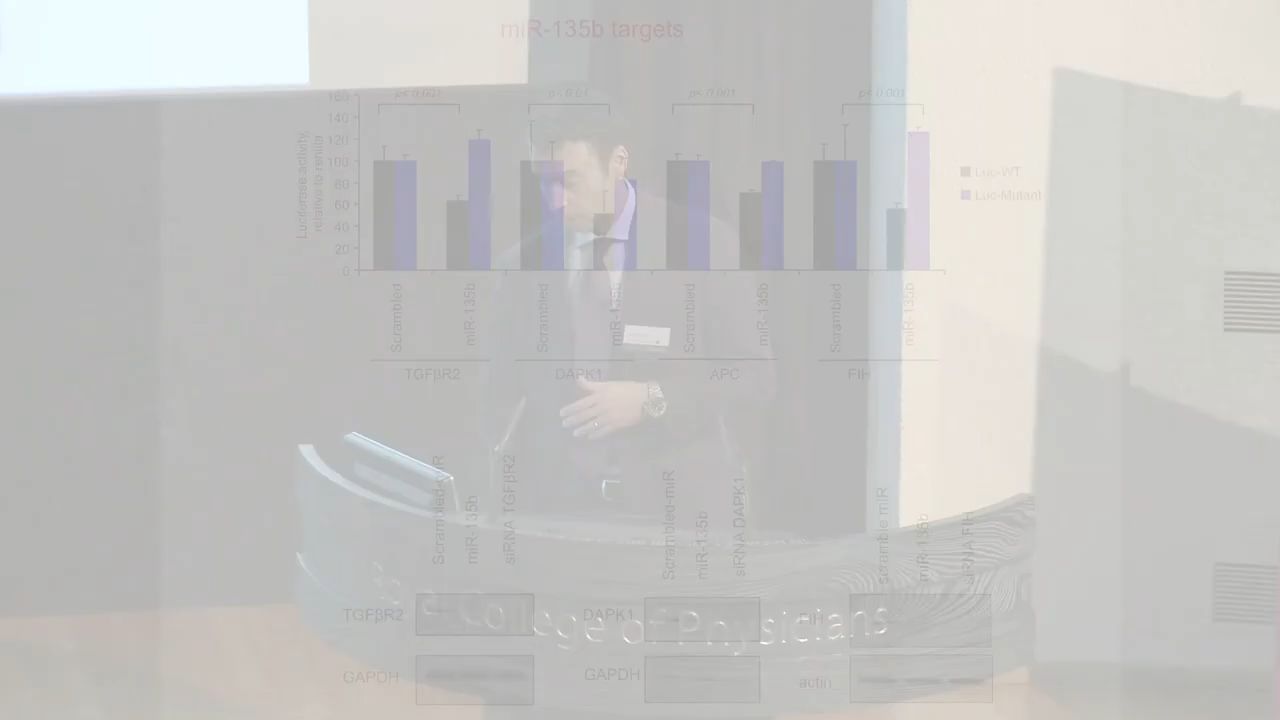 miR-135b targets
p< 0.001
p< 0.01
p< 0.001
p< 0.001
160
140
120
100
80
60
40
20
0
Luciferase activity,
relative to renilla
Luc-WT
Luc-Mutant
Scrambled
miR-135b
Scrambled
miR-135b
Scrambled
miR-135b
Scrambled
miR-135b
TGFβR2
DAPK1
APC
FIH
Scrambled-miR
miR-135b
siRNA TGFβR2
Scrambled-miR
miR-135b
siRNA DAPK1
scramble miR
miR-135b
siRNA FIH
TGFβR2
DAPK1
FIH
College of Physicians
GAPDH
GAPDH
actin